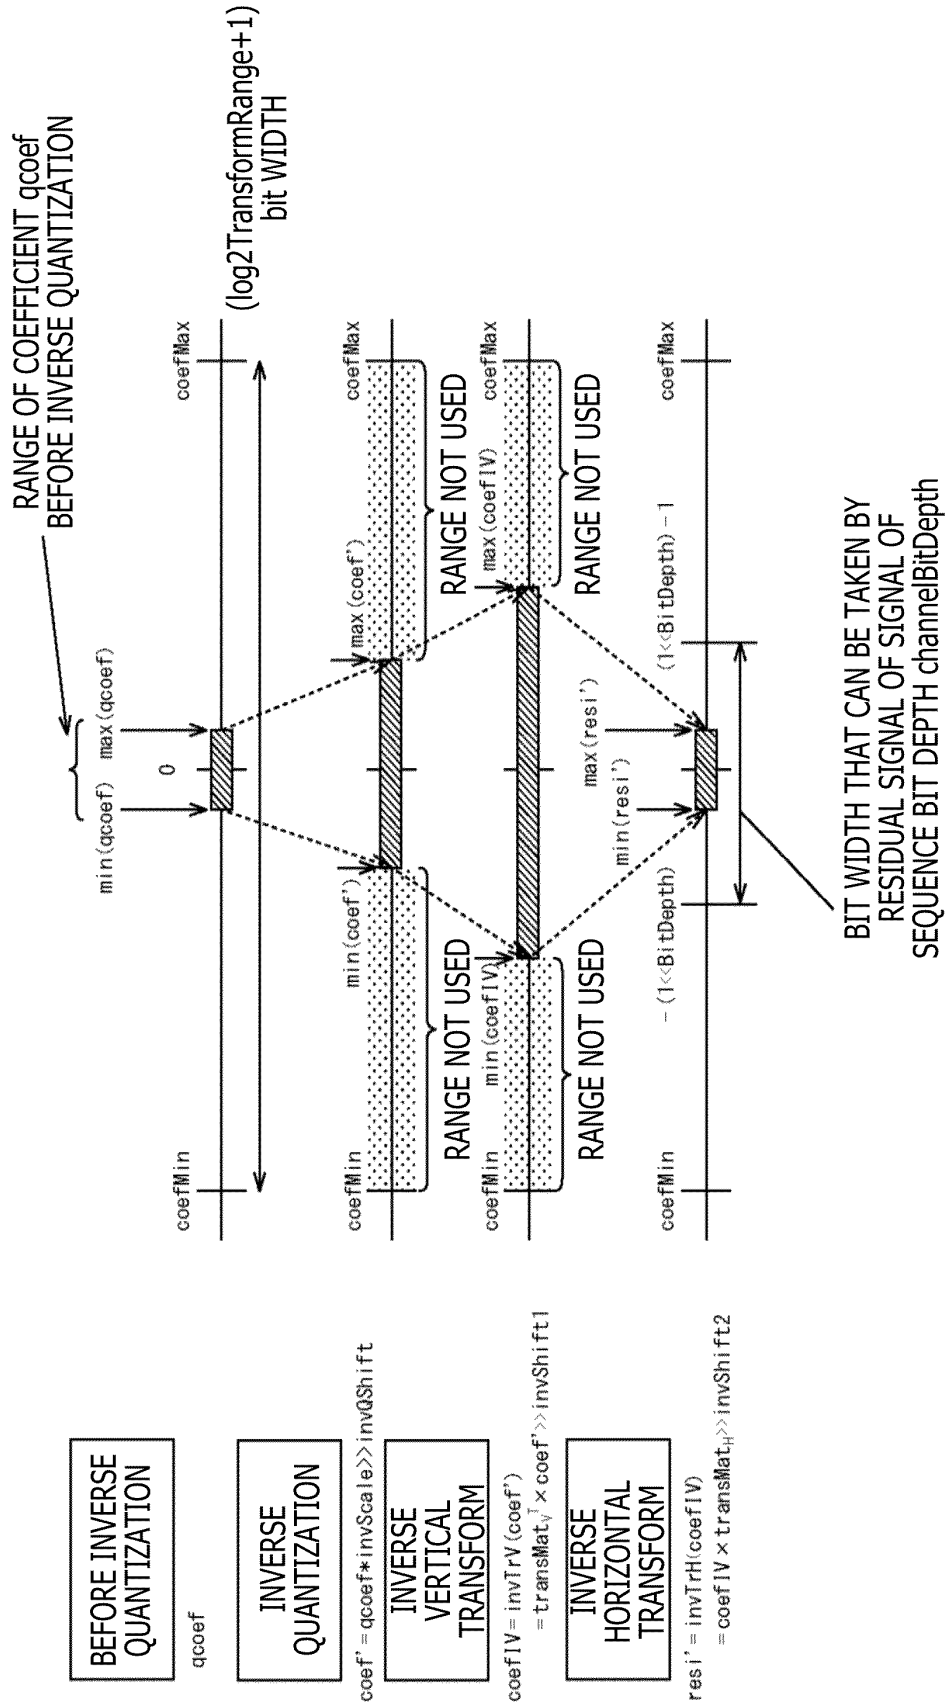 RANGE OF COEFFICIENT qcoef
BEFORE INVERSE QUANTIZATION
BEFORE INVERSE
QUANTIZATION
qcoef
min(qcoef)
max(qcoef)
coefMin
0
coefMax
(log2TransformRange+1)
bit WIDTH
INVERSE
QUANTIZATION
coef'=qcoef*invScale>>invQShift
coefMin
min(coef')
max(coef')
coefMax
RANGE NOT USED
RANGE NOT USED
INVERSE
VERTICAL
TRANSFORM
coefIV=invTrV(coef')
=transMatVT×coef'>>invShift1
coefMin
min(coefIV)
max(coefIV)
coefMax
RANGE NOT USED
RANGE NOT USED
INVERSE
HORIZONTAL
TRANSFORM
resi'=invTrH(coefIV)
=coefIV×transMatH>>invShift2
coefMin
-(1<<BitDepth)
min(resi')
max(resi')
(1<<BitDepth)-1
coefMax
BIT WIDTH THAT CAN BE TAKEN BY
RESIDUAL SIGNAL OF SIGNAL OF
SEQUENCE BIT DEPTH channelBitDepth